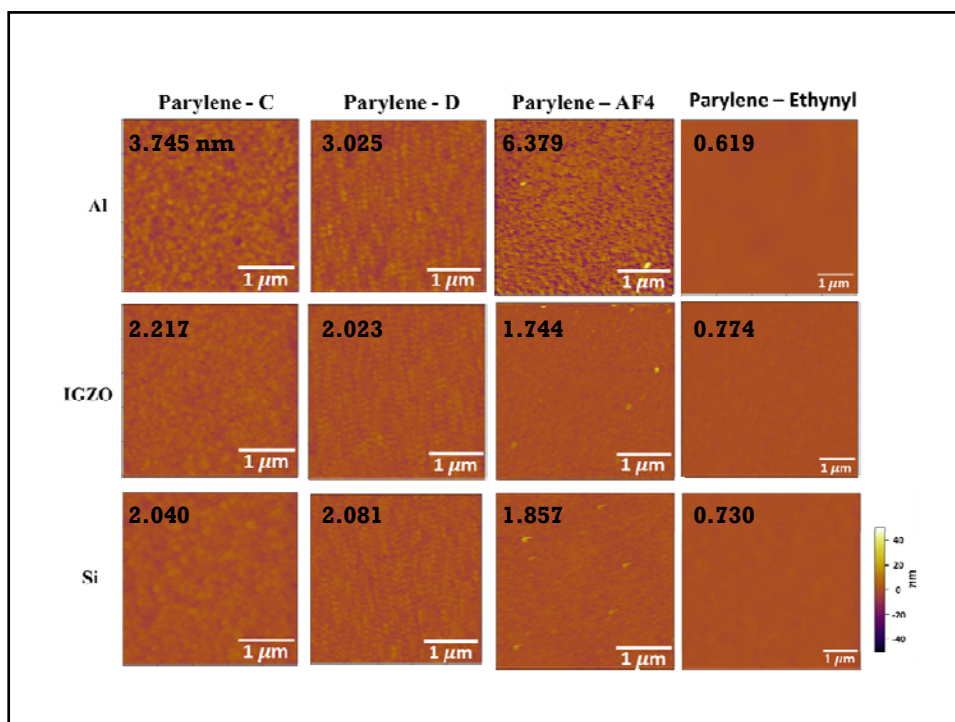 Parylene - C Parylene - D Parylene – AF4 Parylene – Ethynyl
3.745 nm 3.025 6.379 0.619
Al
1 μm 1 μm 1 μm 1 μm
2.217 2.023 1.744 0.774
IGZO
1 μm 1 μm 1 μm 1 μm
2.040 2.081 1.857 0.730
Si
40
20
0
-20
-40
nm
1 μm 1 μm 1 μm 1 μm